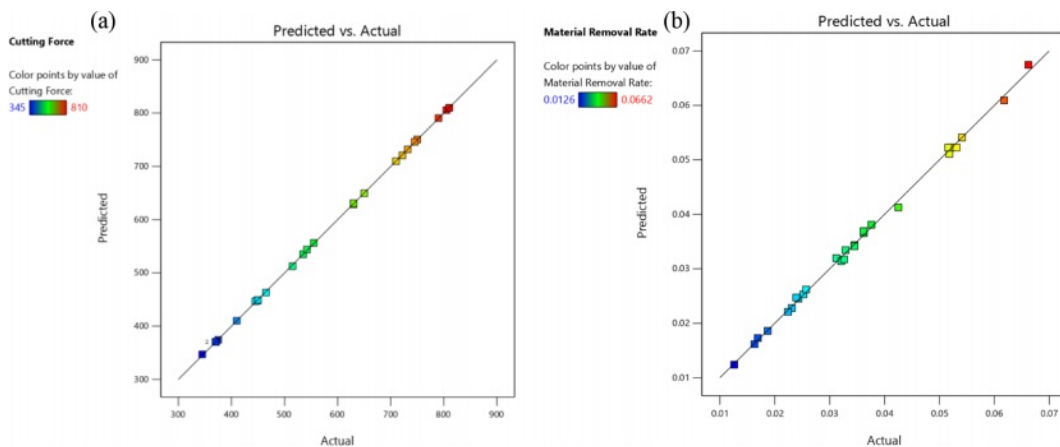 (a)
Cutting Force
Color points by value of
Cutting Force:
345 810
Predicted vs. Actual
900
800
700
600
500
400
300
Predicted
2
300 400 500 600 700 800 900
Actual
(b)
Material Removal Rate
Color points by value of
Material Removal Rate:
0.0126 0.0662
Predicted vs. Actual
0.07
0.06
0.05
0.04
0.03
0.02
0.01
Predicted
0.01 0.02 0.03 0.04 0.05 0.06 0.07
Actual